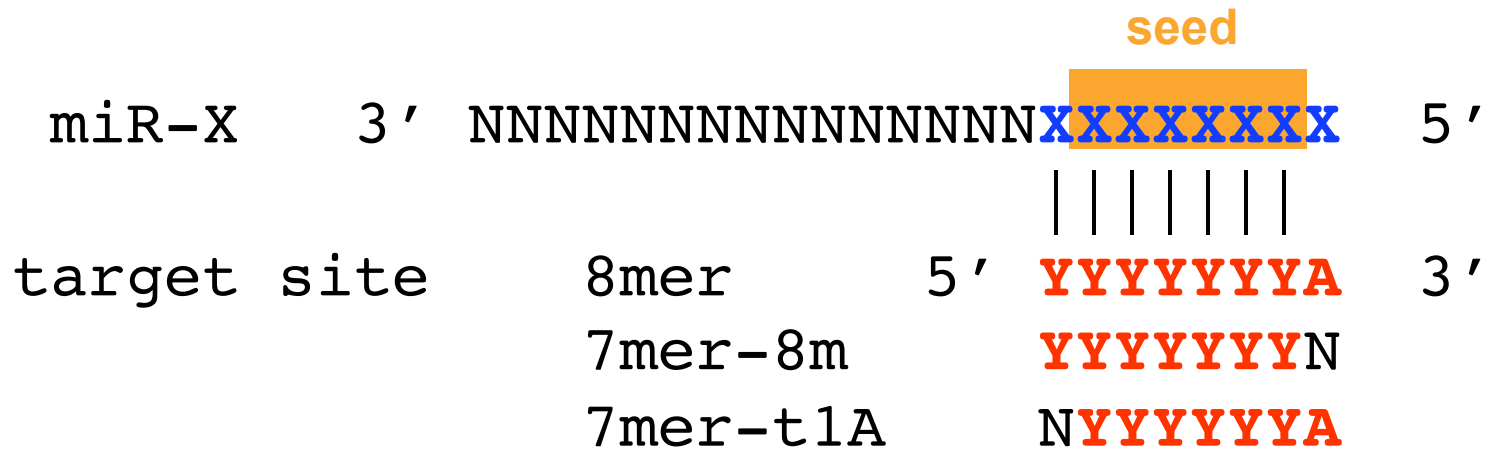 seed
miR-X 3′ NNNNNNNNNNNNNNNXXXXXXXX 5′
target site 8mer 5′ YYYYYYYA 3′
7mer-8m YYYYYYYN
7mer-t1A NYYYYYYA